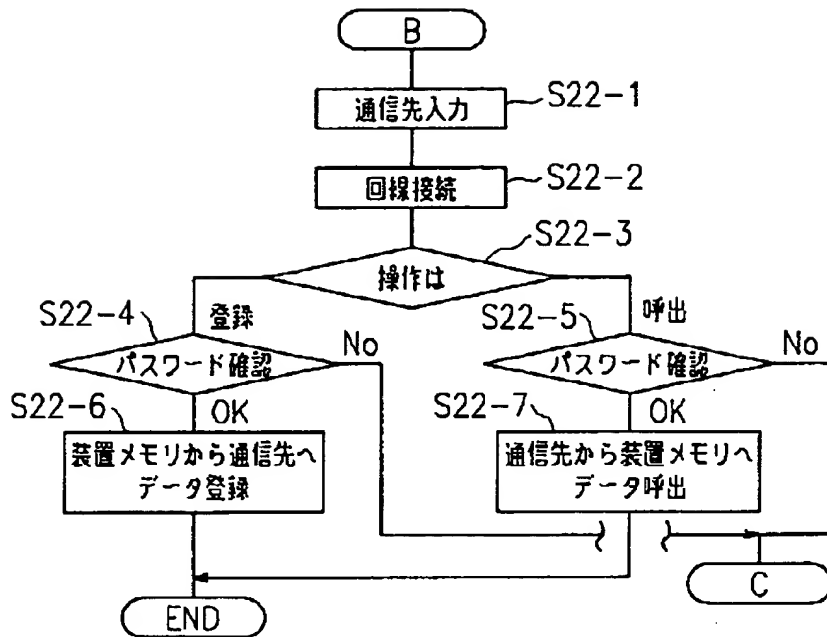 B
通信先入力
S22-1
回線接続
S22-2
操作は
S22-3
登録
呼出
S22-4
パスワード確認
No
S22-5
パスワード確認
No
OK
OK
S22-6
装置メモリから通信先へ
データ登録
S22-7
通信先から装置メモリへ
データ呼出
C
END